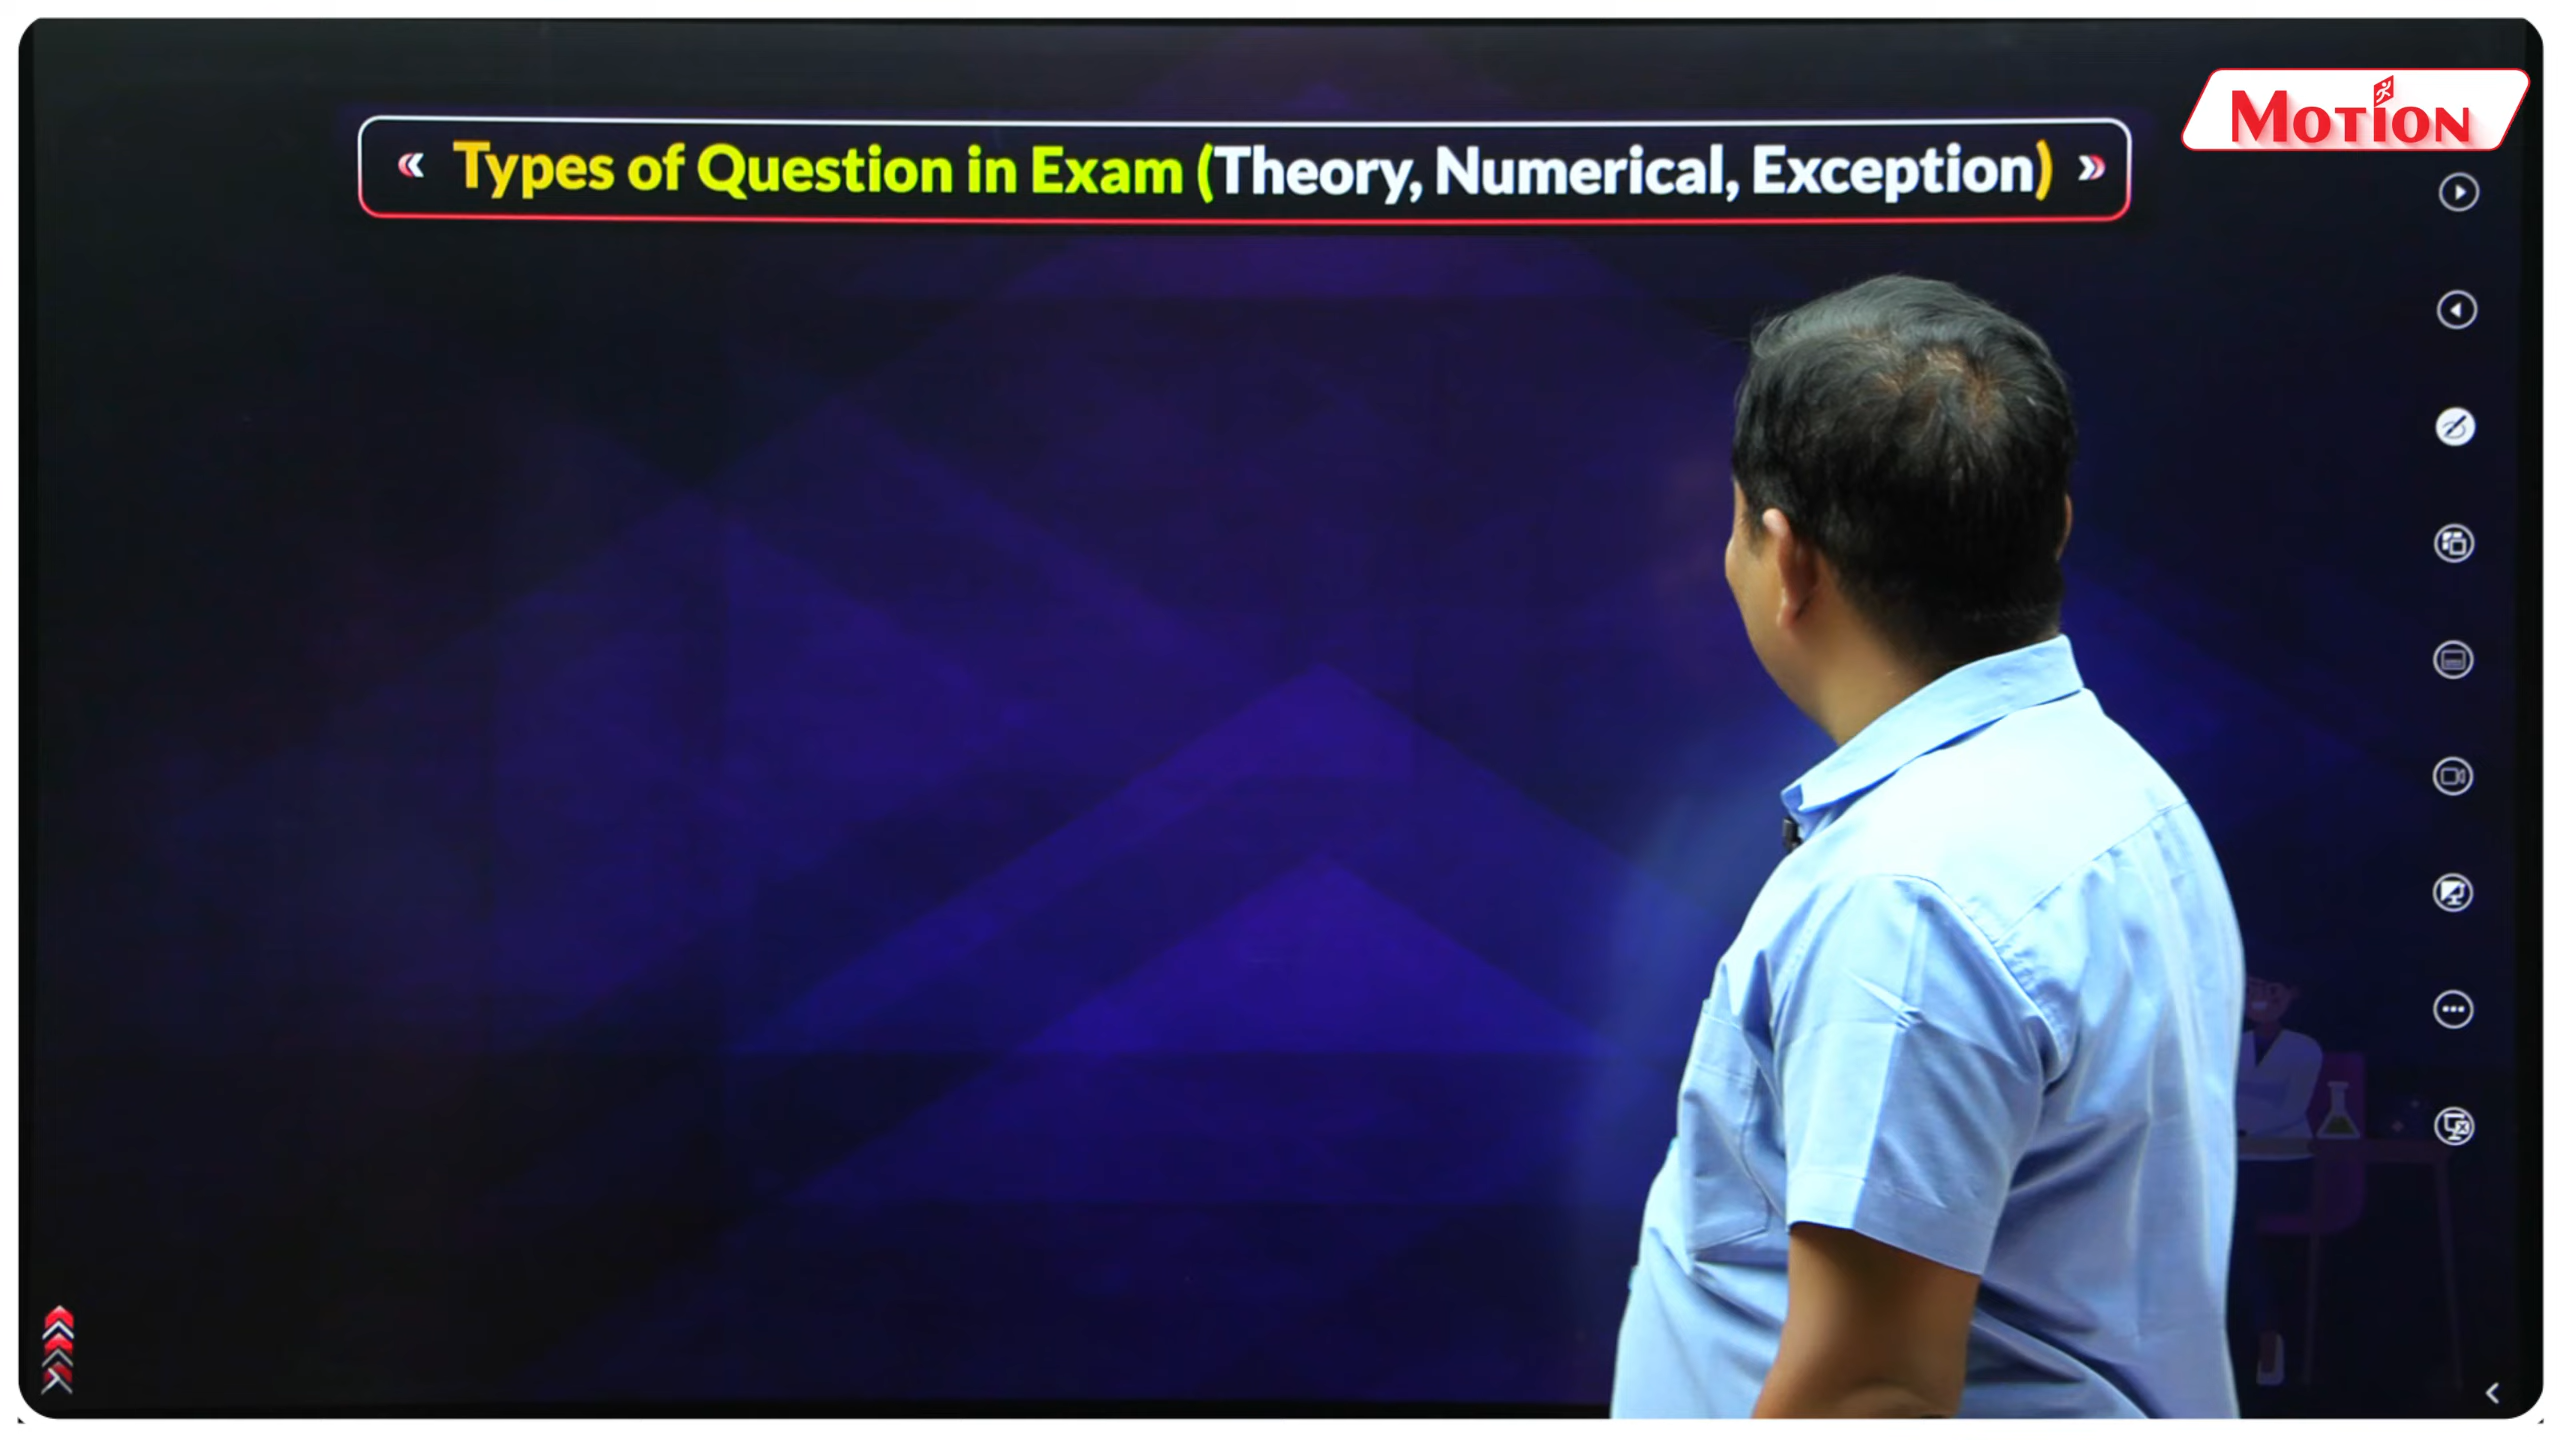 MOTION
« Types of Question in Exam (Theory, Numerical, Exception) »